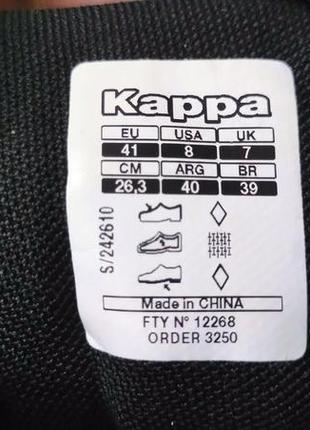 Kappa
EU USA UK
41 8 7
CM ARG BR
26,3 40 39
S/242610
Made in CHINA
FTY N° 12268
ORDER 3250